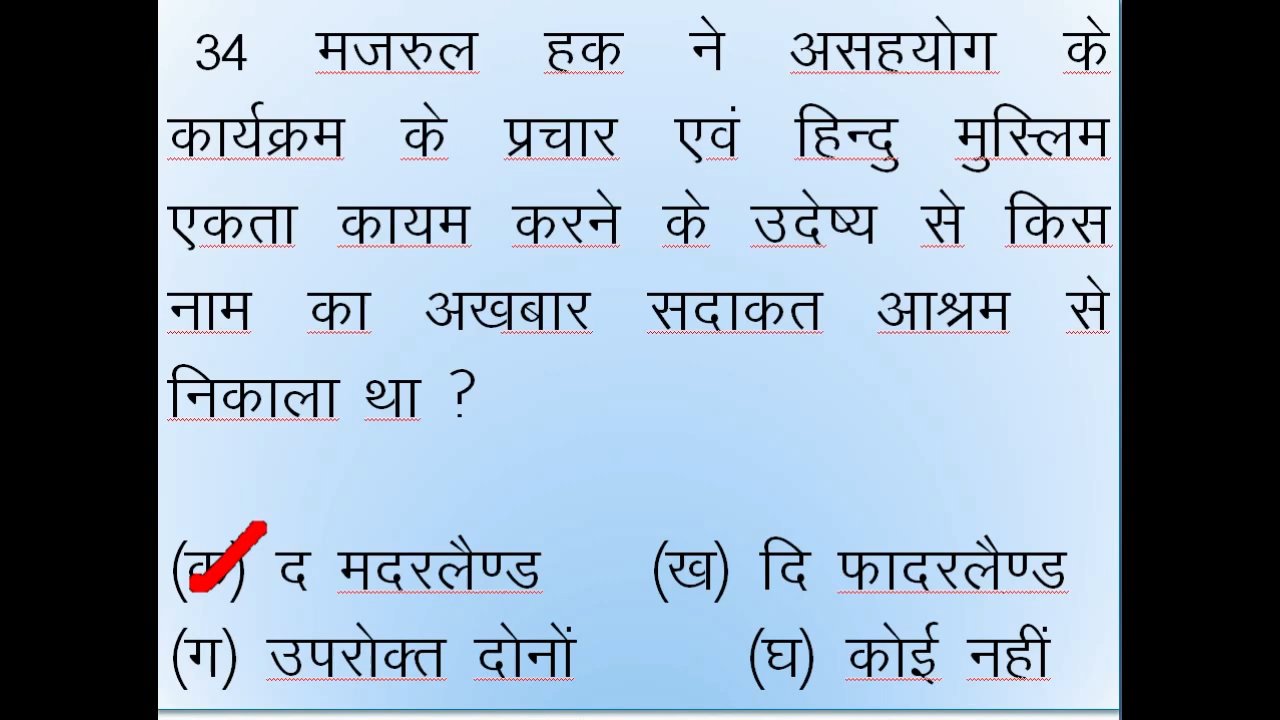 34 मजरुल हक ने असहयोग के
कार्यक्रम के प्रचार एवं हिन्दु मुस्लिम
एकता कायम करने के उदेष्य से किस
नाम का अखबार सदाकत आश्रम से
निकाला था ?
(क) द मदरलैण्ड (ख) दि फादरलैण्ड
(ग) उपरोक्त दोनों (घ) कोई नहीं